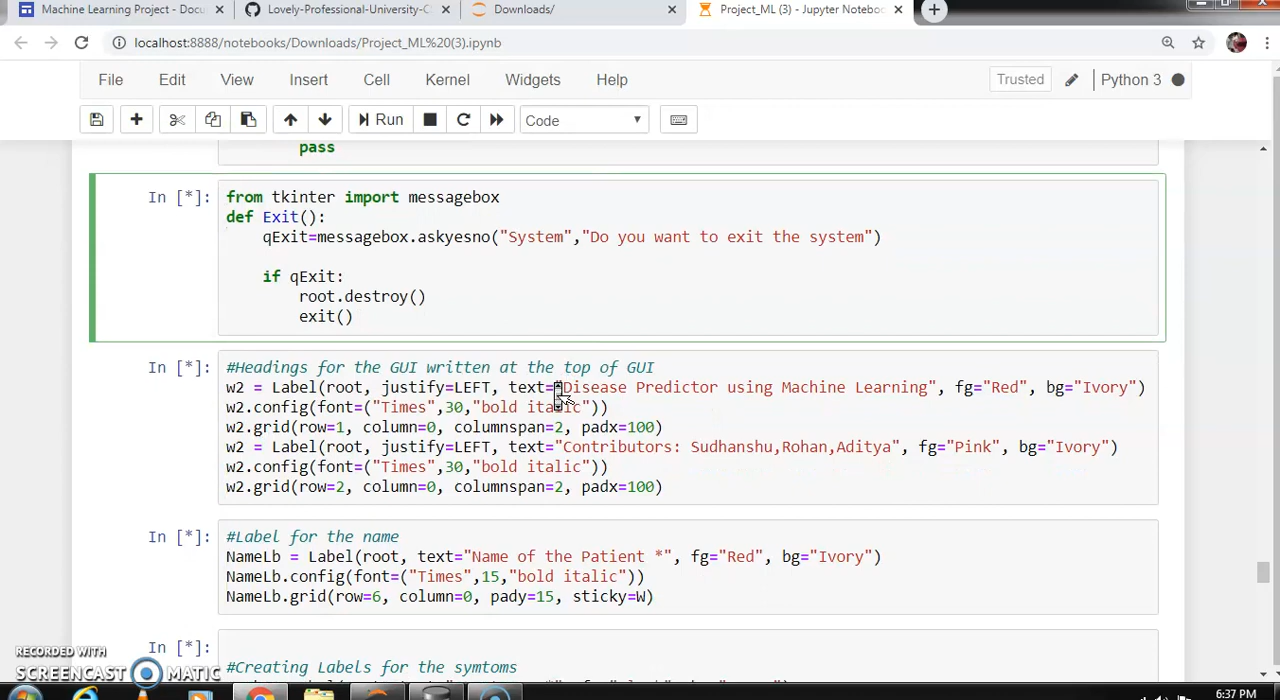 Machine Learning Project - Docu
Lovely-Professional-University-C
Downloads/
Project_ML (3) - Jupyter Noteboo
localhost:8888/notebooks/Downloads/Project_ML%20(3).ipynb
File Edit View Insert Cell Kernel Widgets Help Trusted Python 3
Run Code
pass
In [*]: from tkinter import messagebox
def Exit():
qExit=messagebox.askyesno("System","Do you want to exit the system")
if qExit:
root.destroy()
exit()
In [*]: #Headings for the GUI written at the top of GUI
w2 = Label(root, justify=LEFT, text="Disease Predictor using Machine Learning", fg="Red", bg="Ivory")
w2.config(font=("Times",30,"bold italic"))
w2.grid(row=1, column=0, columnspan=2, padx=100)
w2 = Label(root, justify=LEFT, text="Contributors: Sudhanshu,Rohan,Aditya", fg="Pink", bg="Ivory")
w2.config(font=("Times",30,"bold italic"))
w2.grid(row=2, column=0, columnspan=2, padx=100)
In [*]: #Label for the name
NameLb = Label(root, text="Name of the Patient *", fg="Red", bg="Ivory")
NameLb.config(font=("Times",15,"bold italic"))
NameLb.grid(row=6, column=0, pady=15, sticky=W)
In [*]:
#Creating Labels for the symtoms
RECORDED WITH
SCREENCAST MATIC
6:37 PM